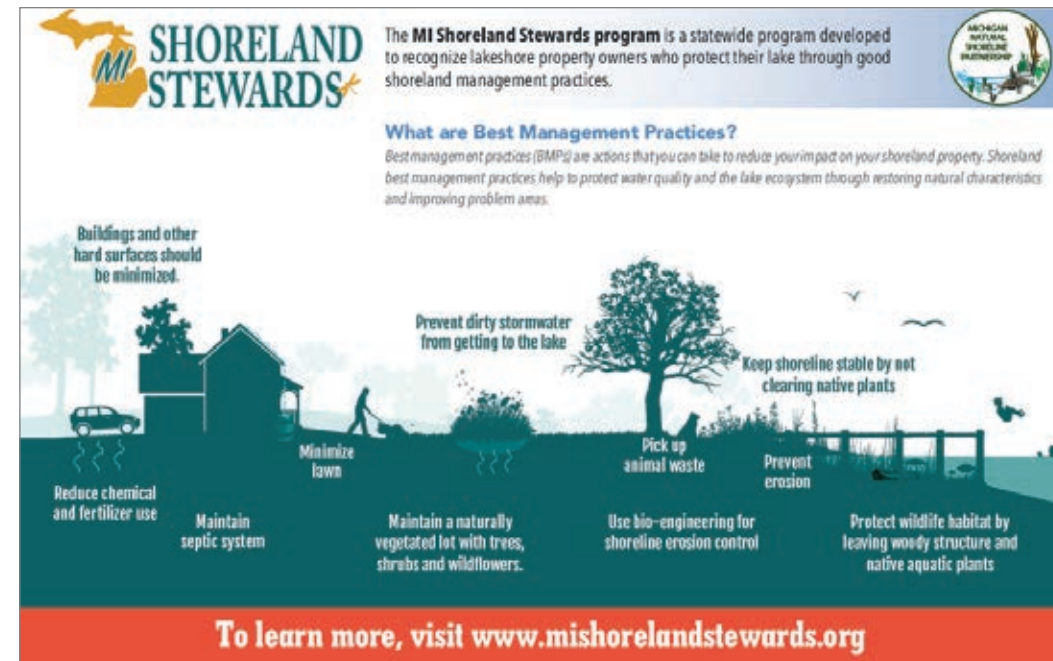 MI SHORELAND
STEWARDS
The MI Shoreland Stewards program is a statewide program developed
to recognize lakeshore property owners who protect their lake through good
shoreland management practices.
MICHIGAN
NATURAL
SHORELINE
PARTNERSHIP
What are Best Management Practices?
Best management practices (BMPs) are actions that you can take to reduce your impact on your shoreland property. Shoreland
best management practices help to protect water quality and the lake ecosystem through restoring natural characteristics
and improving problem areas.
Buildings and other
hard surfaces should
be minimized.
Prevent dirty stormwater
from getting to the lake
Keep shoreline stable by not
clearing native plants
Minimize
lawn
Pick up
animal waste
Prevent
erosion
Reduce chemical
and fertilizer use
Maintain
septic system
Maintain a naturally
vegetated lot with trees,
shrubs and wildflowers.
Use bio-engineering for
shoreline erosion control
Protect wildlife habitat by
leaving woody structure and
native aquatic plants
To learn more, visit www.mishorelandstewards.org